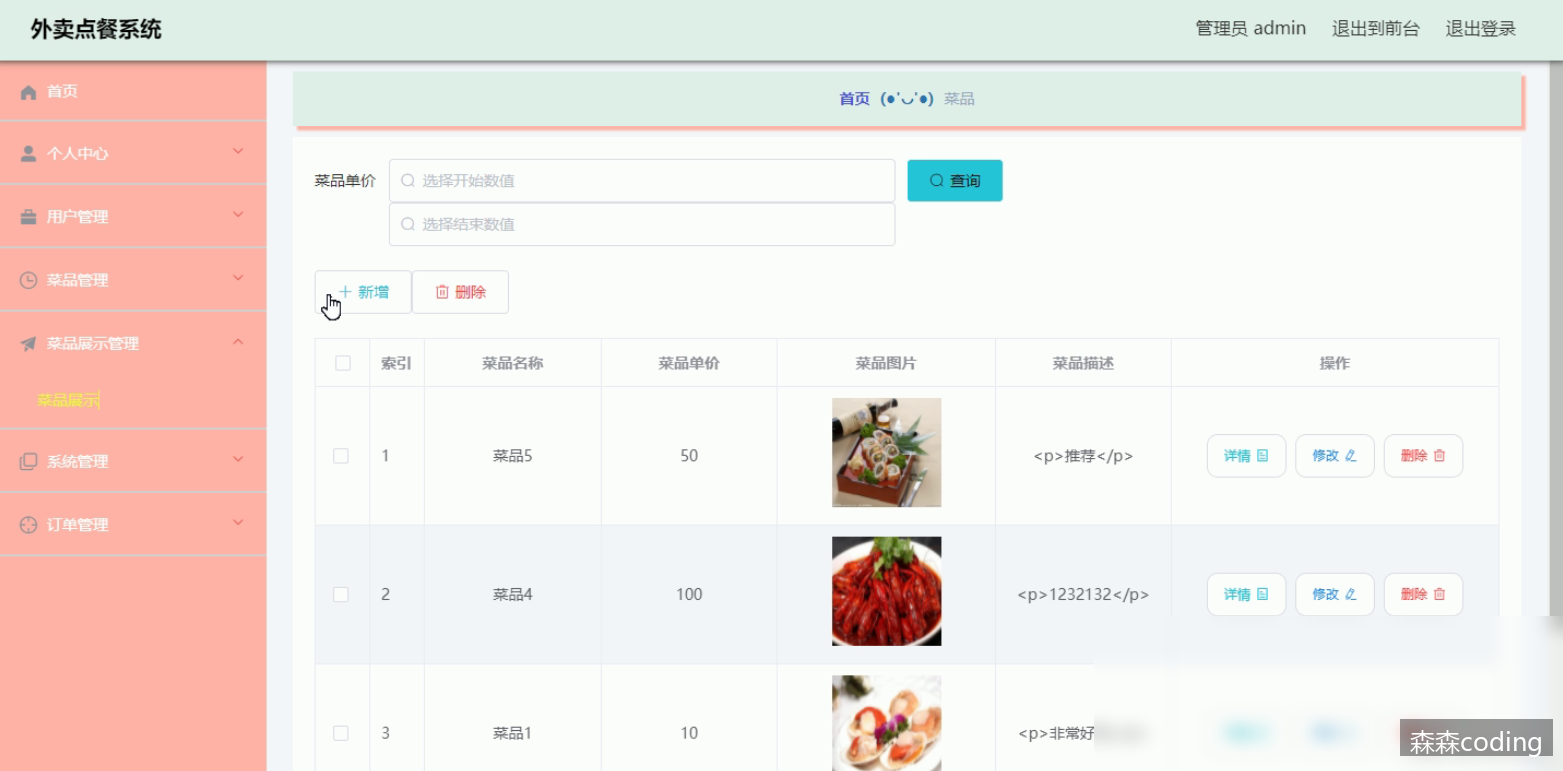 外卖点餐系统
管理员 admin 退出到前台 退出登录
首页
个人中心
用户管理
菜品管理
菜品展示管理
菜品展示
系统管理
订单管理
首页 (●'◡'●) 菜品
菜品单价 选择开始数值 查询
选择结束数值
新增 删除
索引 菜品名称 菜品单价 菜品图片 菜品描述 操作
1 菜品5 50 <p>推荐</p> 详情 修改 删除
2 菜品4 100 <p>1232132</p> 详情 修改 删除
3 菜品1 10 <p>非常好
森森coding